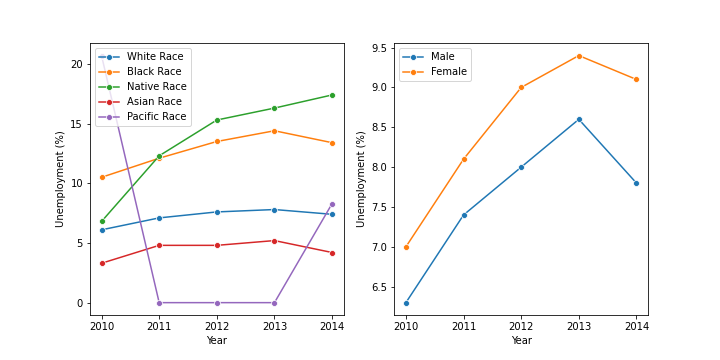 White Race
Black Race
Native Race
Asian Race
Pacific Race
Unemployment (%)
20
15
10
5
0
2010 2011 2012 2013 2014
Year
Male
Female
Unemployment (%)
9.5
9.0
8.5
8.0
7.5
7.0
6.5
2010 2011 2012 2013 2014
Year